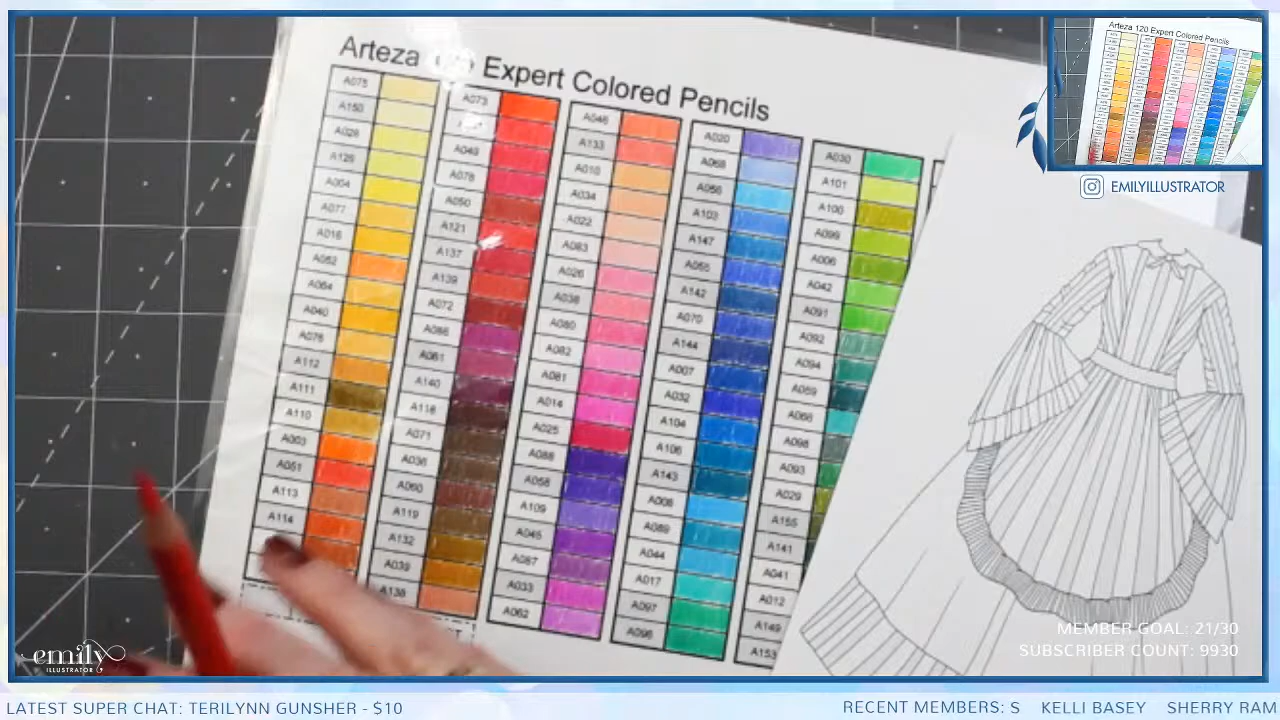 Arteza 120 Expert Colored Pencils
Arteza Expert Colored Pencils
A075
A150
A028
A126
A004
A077
A016
A052
A064
A040
A076
A112
A111
A110
A003
A051
A113
A114
A073
A049
A078
A050
A121
A137
A139
A072
A086
A061
A140
A118
A071
A036
A060
A119
A132
A039
A138
A046
A133
A010
A034
A022
A083
A026
A038
A080
A082
A081
A014
A025
A088
A058
A109
A045
A087
A033
A062
A020
A068
A056
A103
A147
A055
A142
A070
A144
A007
A032
A104
A106
A143
A008
A089
A044
A017
A097
A096
A030
A101
A100
A099
A006
A042
A091
A092
A094
A059
A066
A098
A093
A029
A155
A141
A041
A012
A149
A153
EMILYILLUSTRATOR
MEMBER GOAL: 21/30
SUBSCRIBER COUNT: 9930
emily
ILLUSTRATOR
LATEST SUPER CHAT: TERILYNN GUNSHER - $10
RECENT MEMBERS: S KELLI BASEY SHERRY RAM